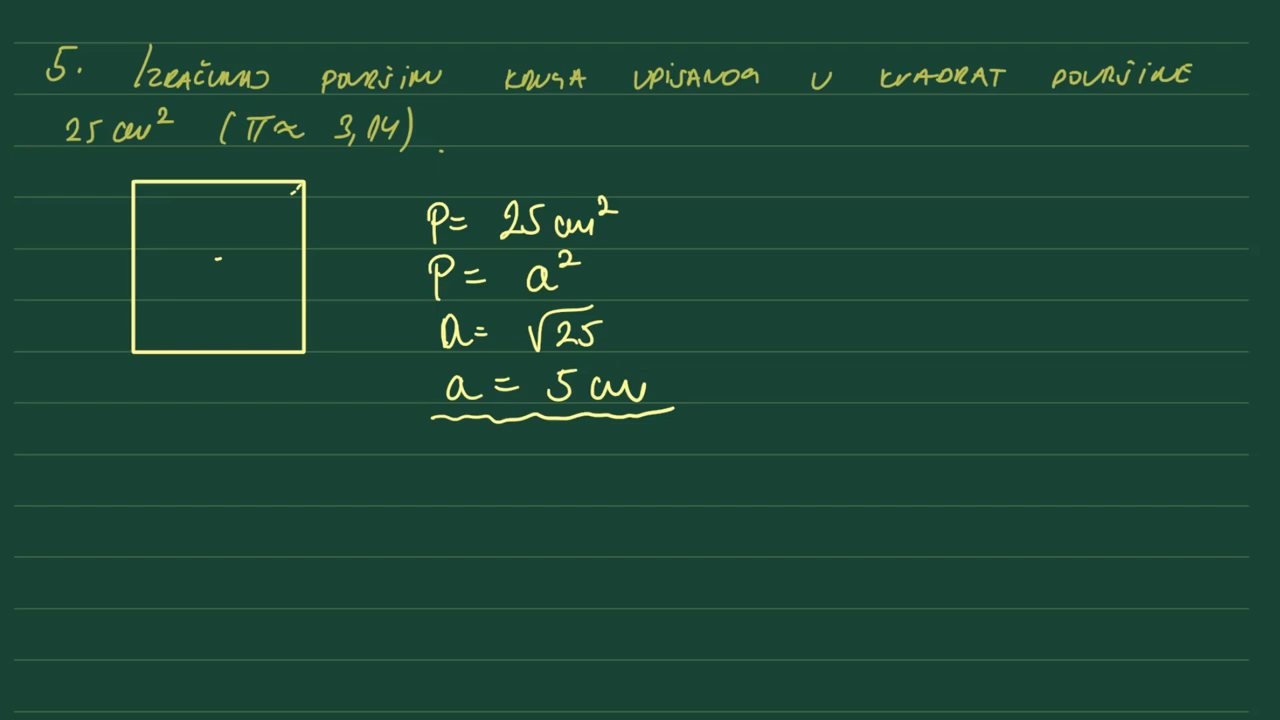 5. IZRAČUNAJ POVRŠINU KRUGA UPISANOG U KVADRAT POVRŠINE
25 cm² (π≈ 3,14).
P= 25 cm²
P= a²
a= √25
a = 5 cm